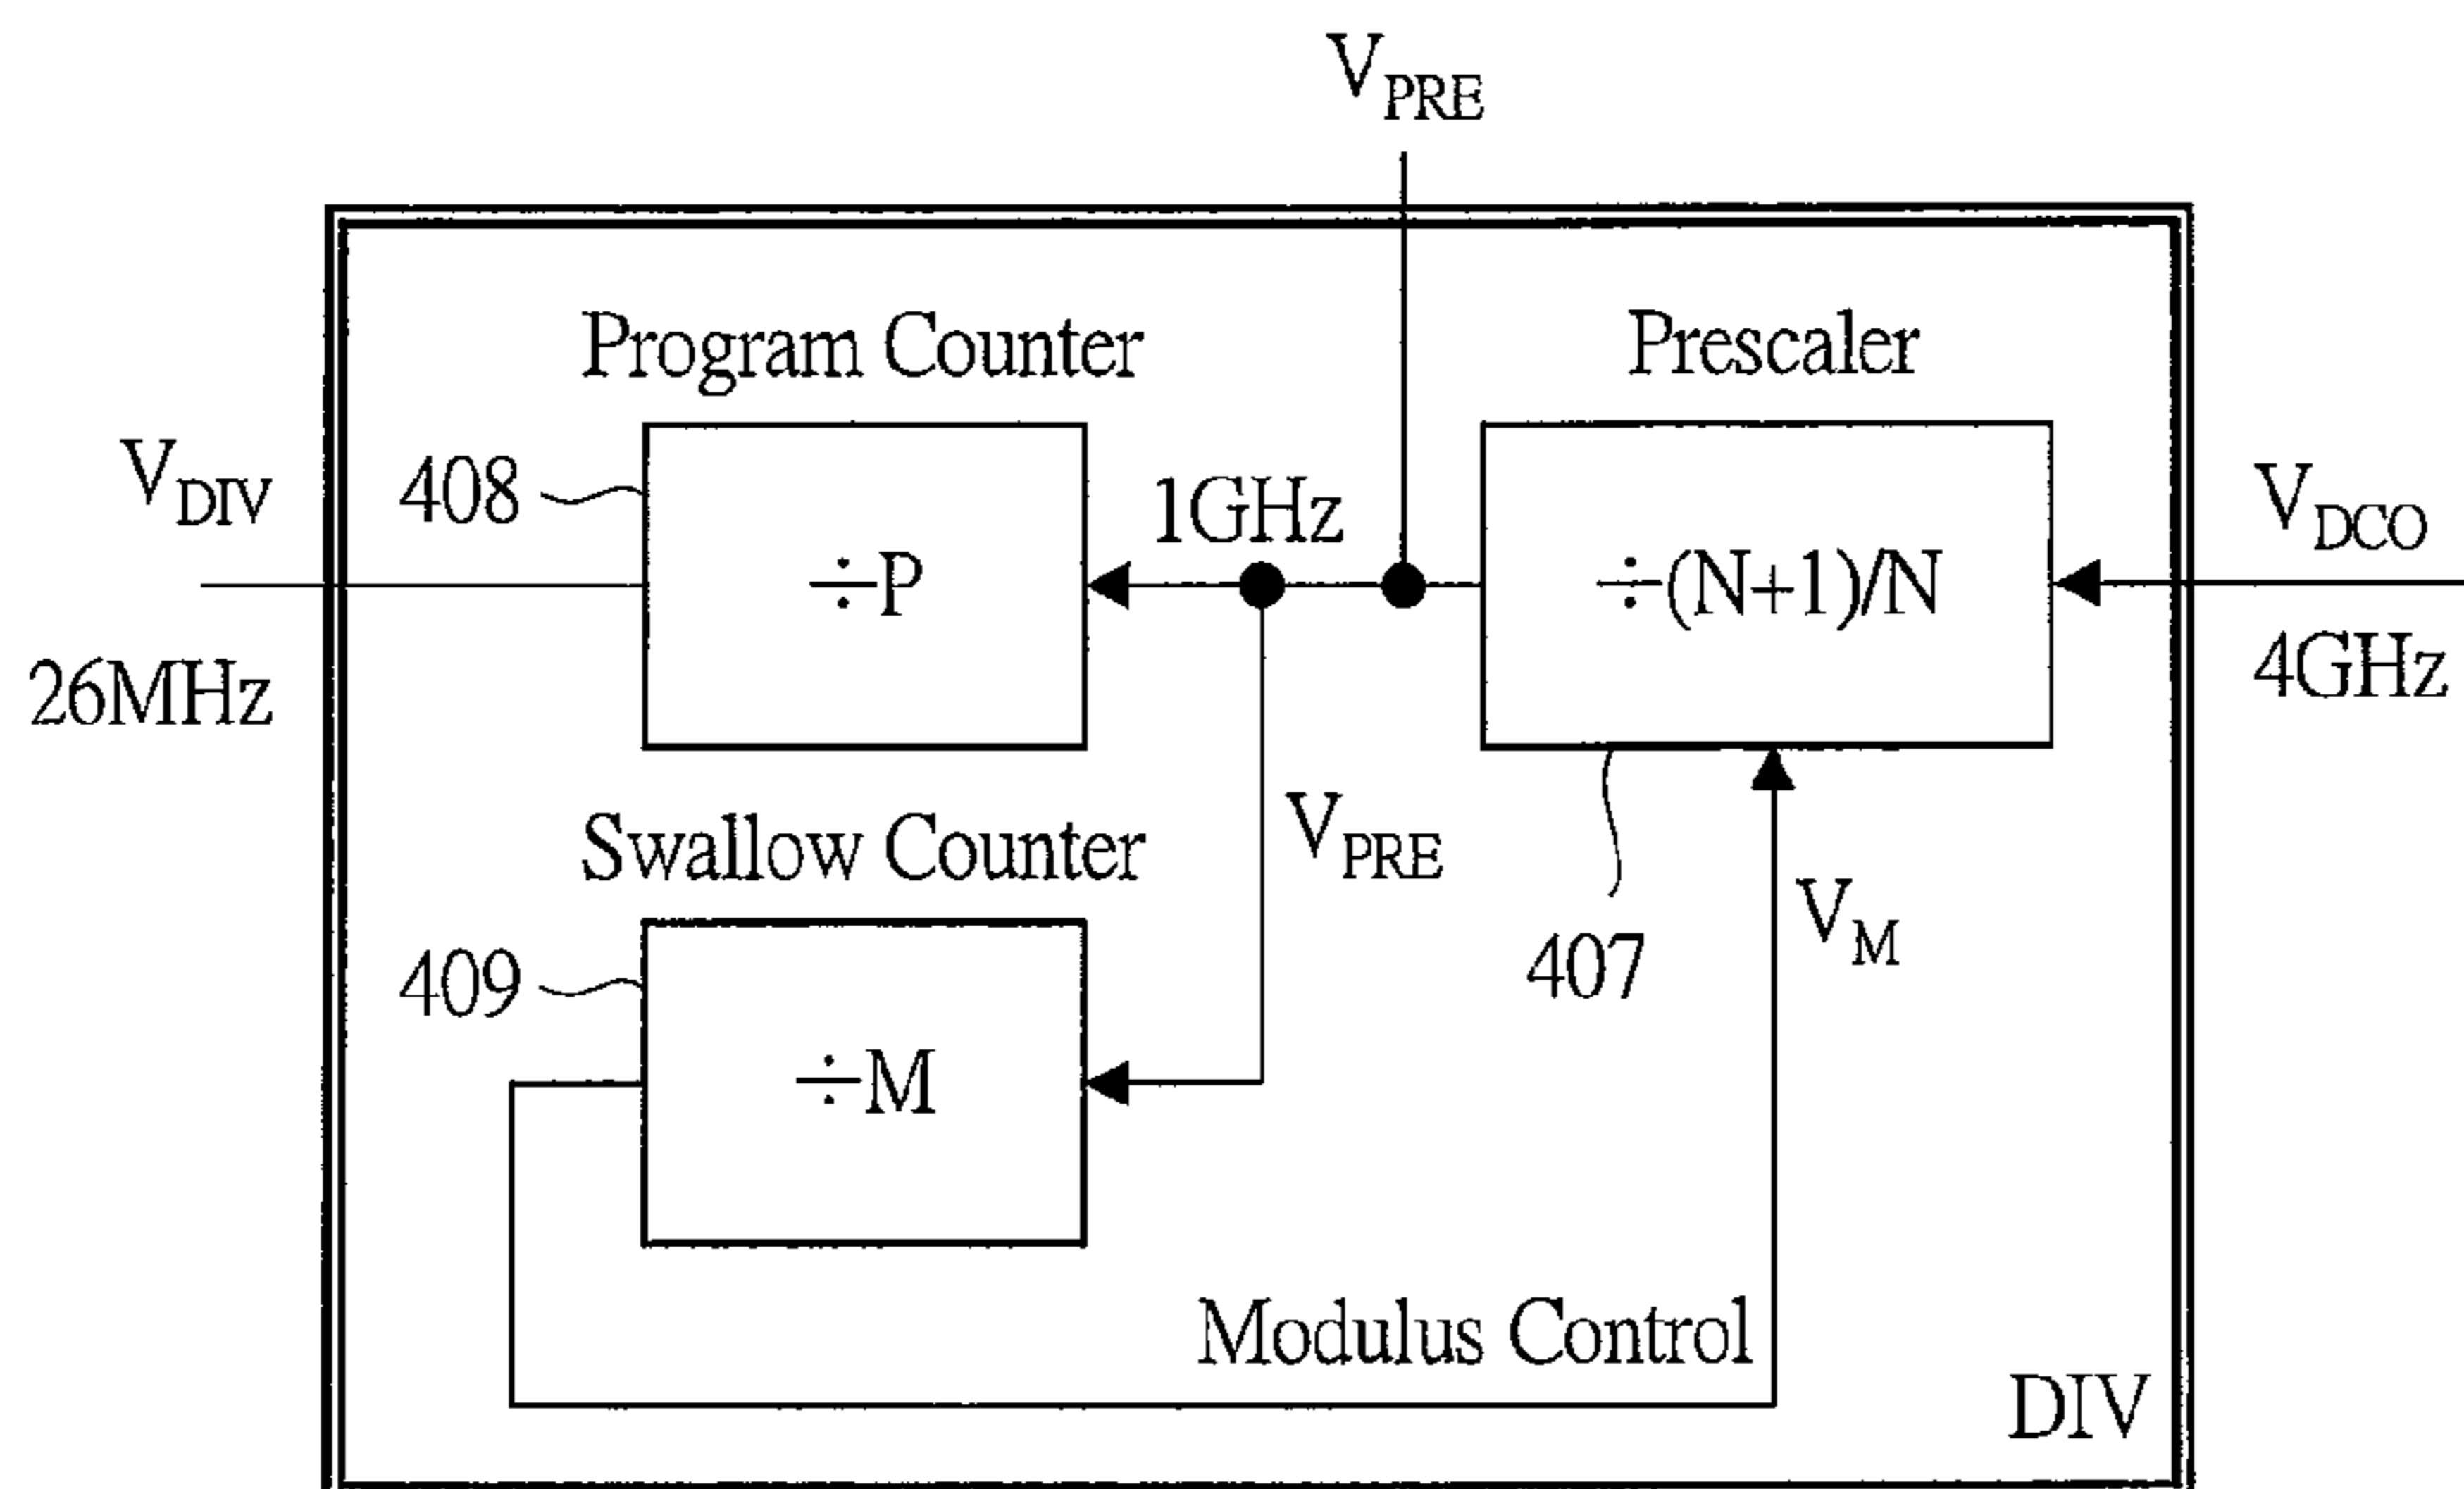 V_PRE
Program Counter
Prescaler
V_DIV
408
÷P
1GHz
÷(N+1)/N
V_DCO
26MHz
4GHz
Swallow Counter
V_PRE
V_M
409
÷M
407
Modulus Control
DIV